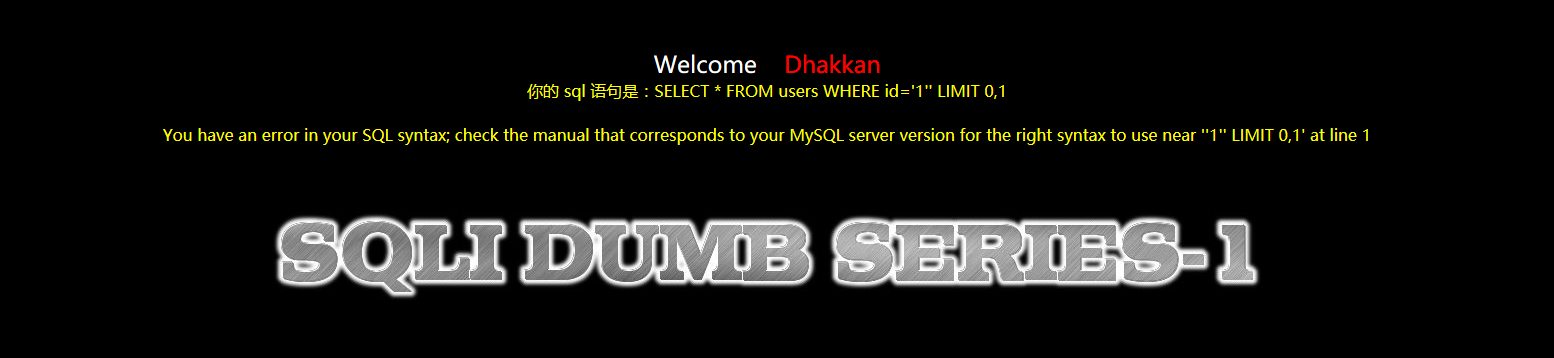 Welcome Dhakkan
你的 sql 语句是：SELECT * FROM users WHERE id='1'' LIMIT 0,1
You have an error in your SQL syntax; check the manual that corresponds to your MySQL server version for the right syntax to use near ''1'' LIMIT 0,1' at line 1
SQLI DUMB SERIES-1